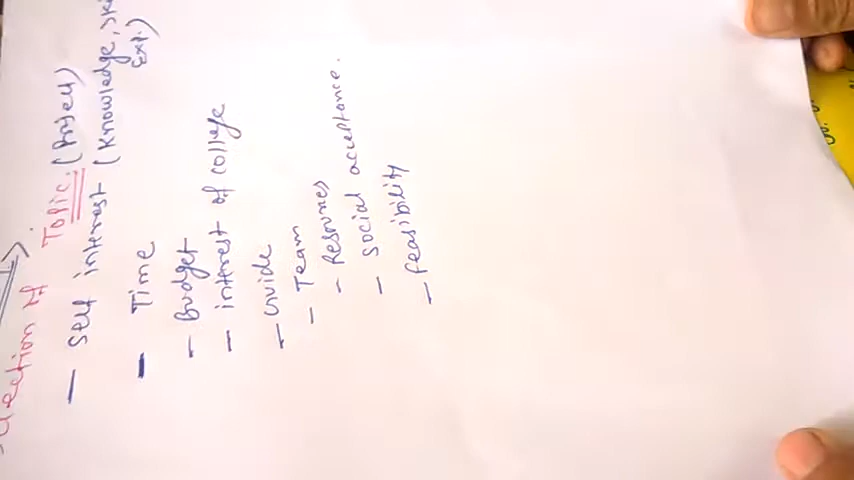 Selection of Topic: (Project)
— Self interest (Knowledge, Skill
Exp.)
— Time
— Budget
— interest of college
— Guide
— Team
— Resources
— Social acceptance.
— feasibility